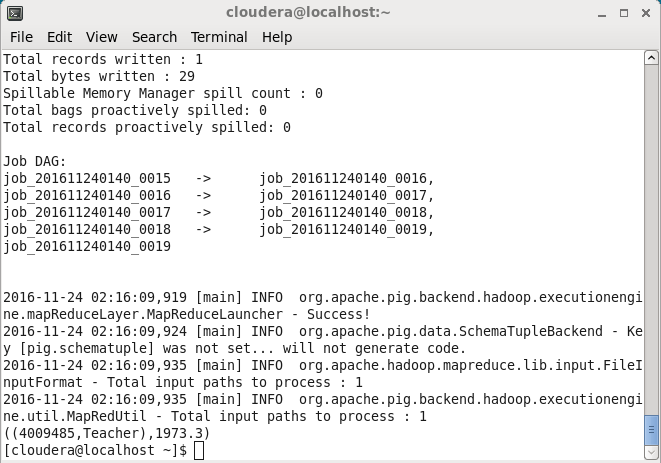 cloudera@localhost:~
File Edit View Search Terminal Help
Total records written : 1
Total bytes written : 29
Spillable Memory Manager spill count : 0
Total bags proactively spilled: 0
Total records proactively spilled: 0
Job DAG:
job_201611240140_0015 -> job_201611240140_0016,
job_201611240140_0016 -> job_201611240140_0017,
job_201611240140_0017 -> job_201611240140_0018,
job_201611240140_0018 -> job_201611240140_0019,
job_201611240140_0019
2016-11-24 02:16:09,919 [main] INFO  org.apache.pig.backend.hadoop.executionengi
ne.mapReduceLayer.MapReduceLauncher - Success!
2016-11-24 02:16:09,924 [main] INFO  org.apache.pig.data.SchemaTupleBackend - Ke
y [pig.schematuple] was not set... will not generate code.
2016-11-24 02:16:09,935 [main] INFO  org.apache.hadoop.mapreduce.lib.input.FileI
nputFormat - Total input paths to process : 1
2016-11-24 02:16:09,935 [main] INFO  org.apache.pig.backend.hadoop.executionengi
ne.util.MapRedUtil - Total input paths to process : 1
((4009485,Teacher),1973.3)
[cloudera@localhost ~]$